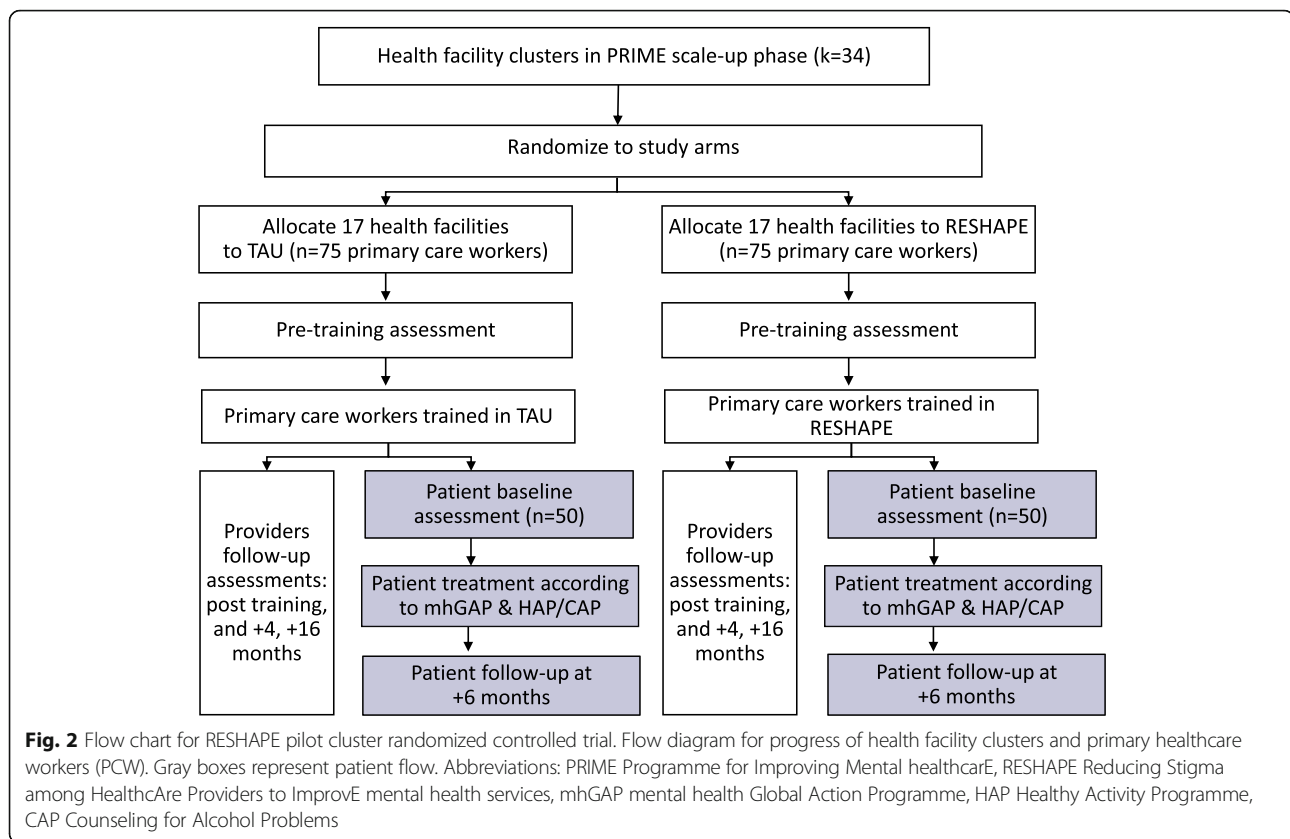 Health facility clusters in PRIME scale-up phase (k=34)
Randomize to study arms
Allocate 17 health facilities
to TAU (n=75 primary care workers)
Allocate 17 health facilities to RESHAPE
(n=75 primary care workers)
Pre-training assessment
Pre-training assessment
Primary care workers trained in TAU
Primary care workers trained in
RESHAPE
Providers
follow-up
assessments:
post training,
and +4, +16
months
Patient baseline
assessment (n=50)
Patient treatment according
to mhGAP & HAP/CAP
Patient follow-up at
+6 months
Providers
follow-up
assessments:
post training,
and +4, +16
months
Patient baseline
assessment (n=50)
Patient treatment according
to mhGAP & HAP/CAP
Patient follow-up at
+6 months
Fig. 2 Flow chart for RESHAPE pilot cluster randomized controlled trial. Flow diagram for progress of health facility clusters and primary healthcare
workers (PCW). Gray boxes represent patient flow. Abbreviations: PRIME Programme for Improving Mental healthcarE, RESHAPE Reducing Stigma
among HealthcAre Providers to ImprovE mental health services, mhGAP mental health Global Action Programme, HAP Healthy Activity Programme,
CAP Counseling for Alcohol Problems